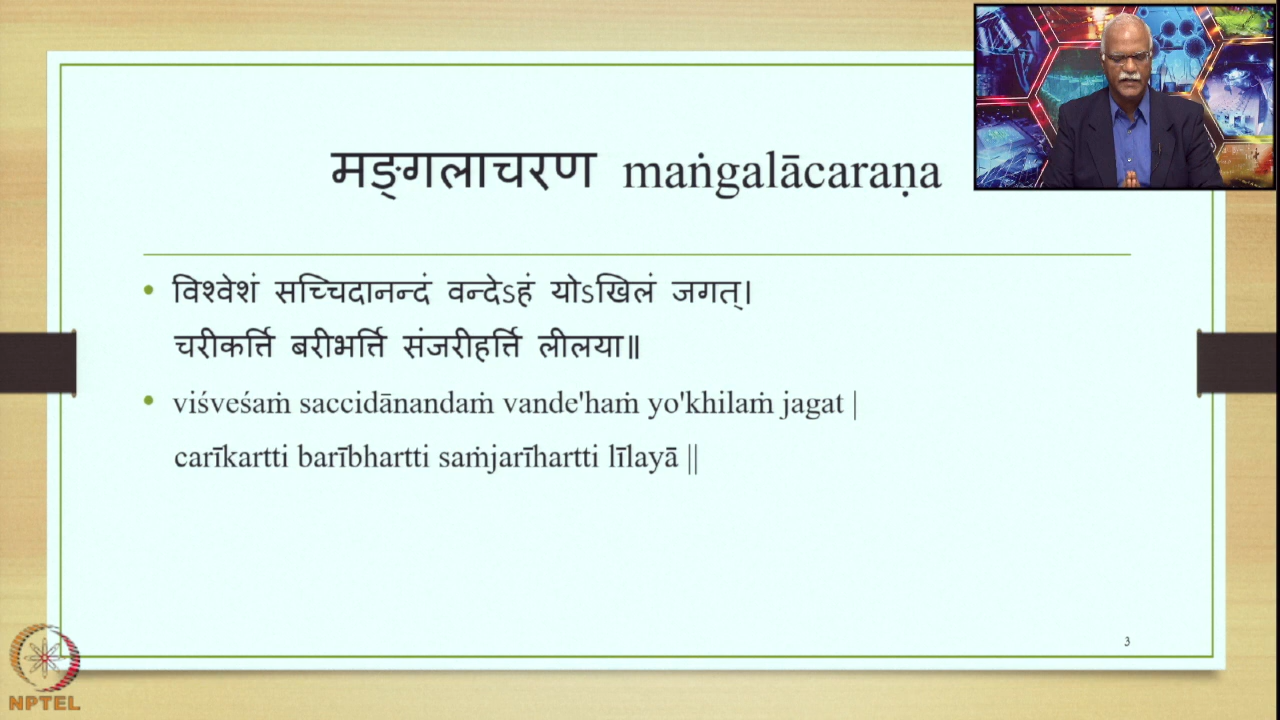 मङ्गलाचरण maṅgalācaraṇa
• विश्वेशं सच्चिदानन्दं वन्देऽहं योऽखिलं जगत्।
चरीकर्त्ति बरीभर्त्ति संजरीहर्त्ति लीलया॥
• viśveśaṁ saccidānandaṁ vande'haṁ yo'khilaṁ jagat |
carīkartti barībhartti saṁjarīhartti līlayā ||
3
NPTEL